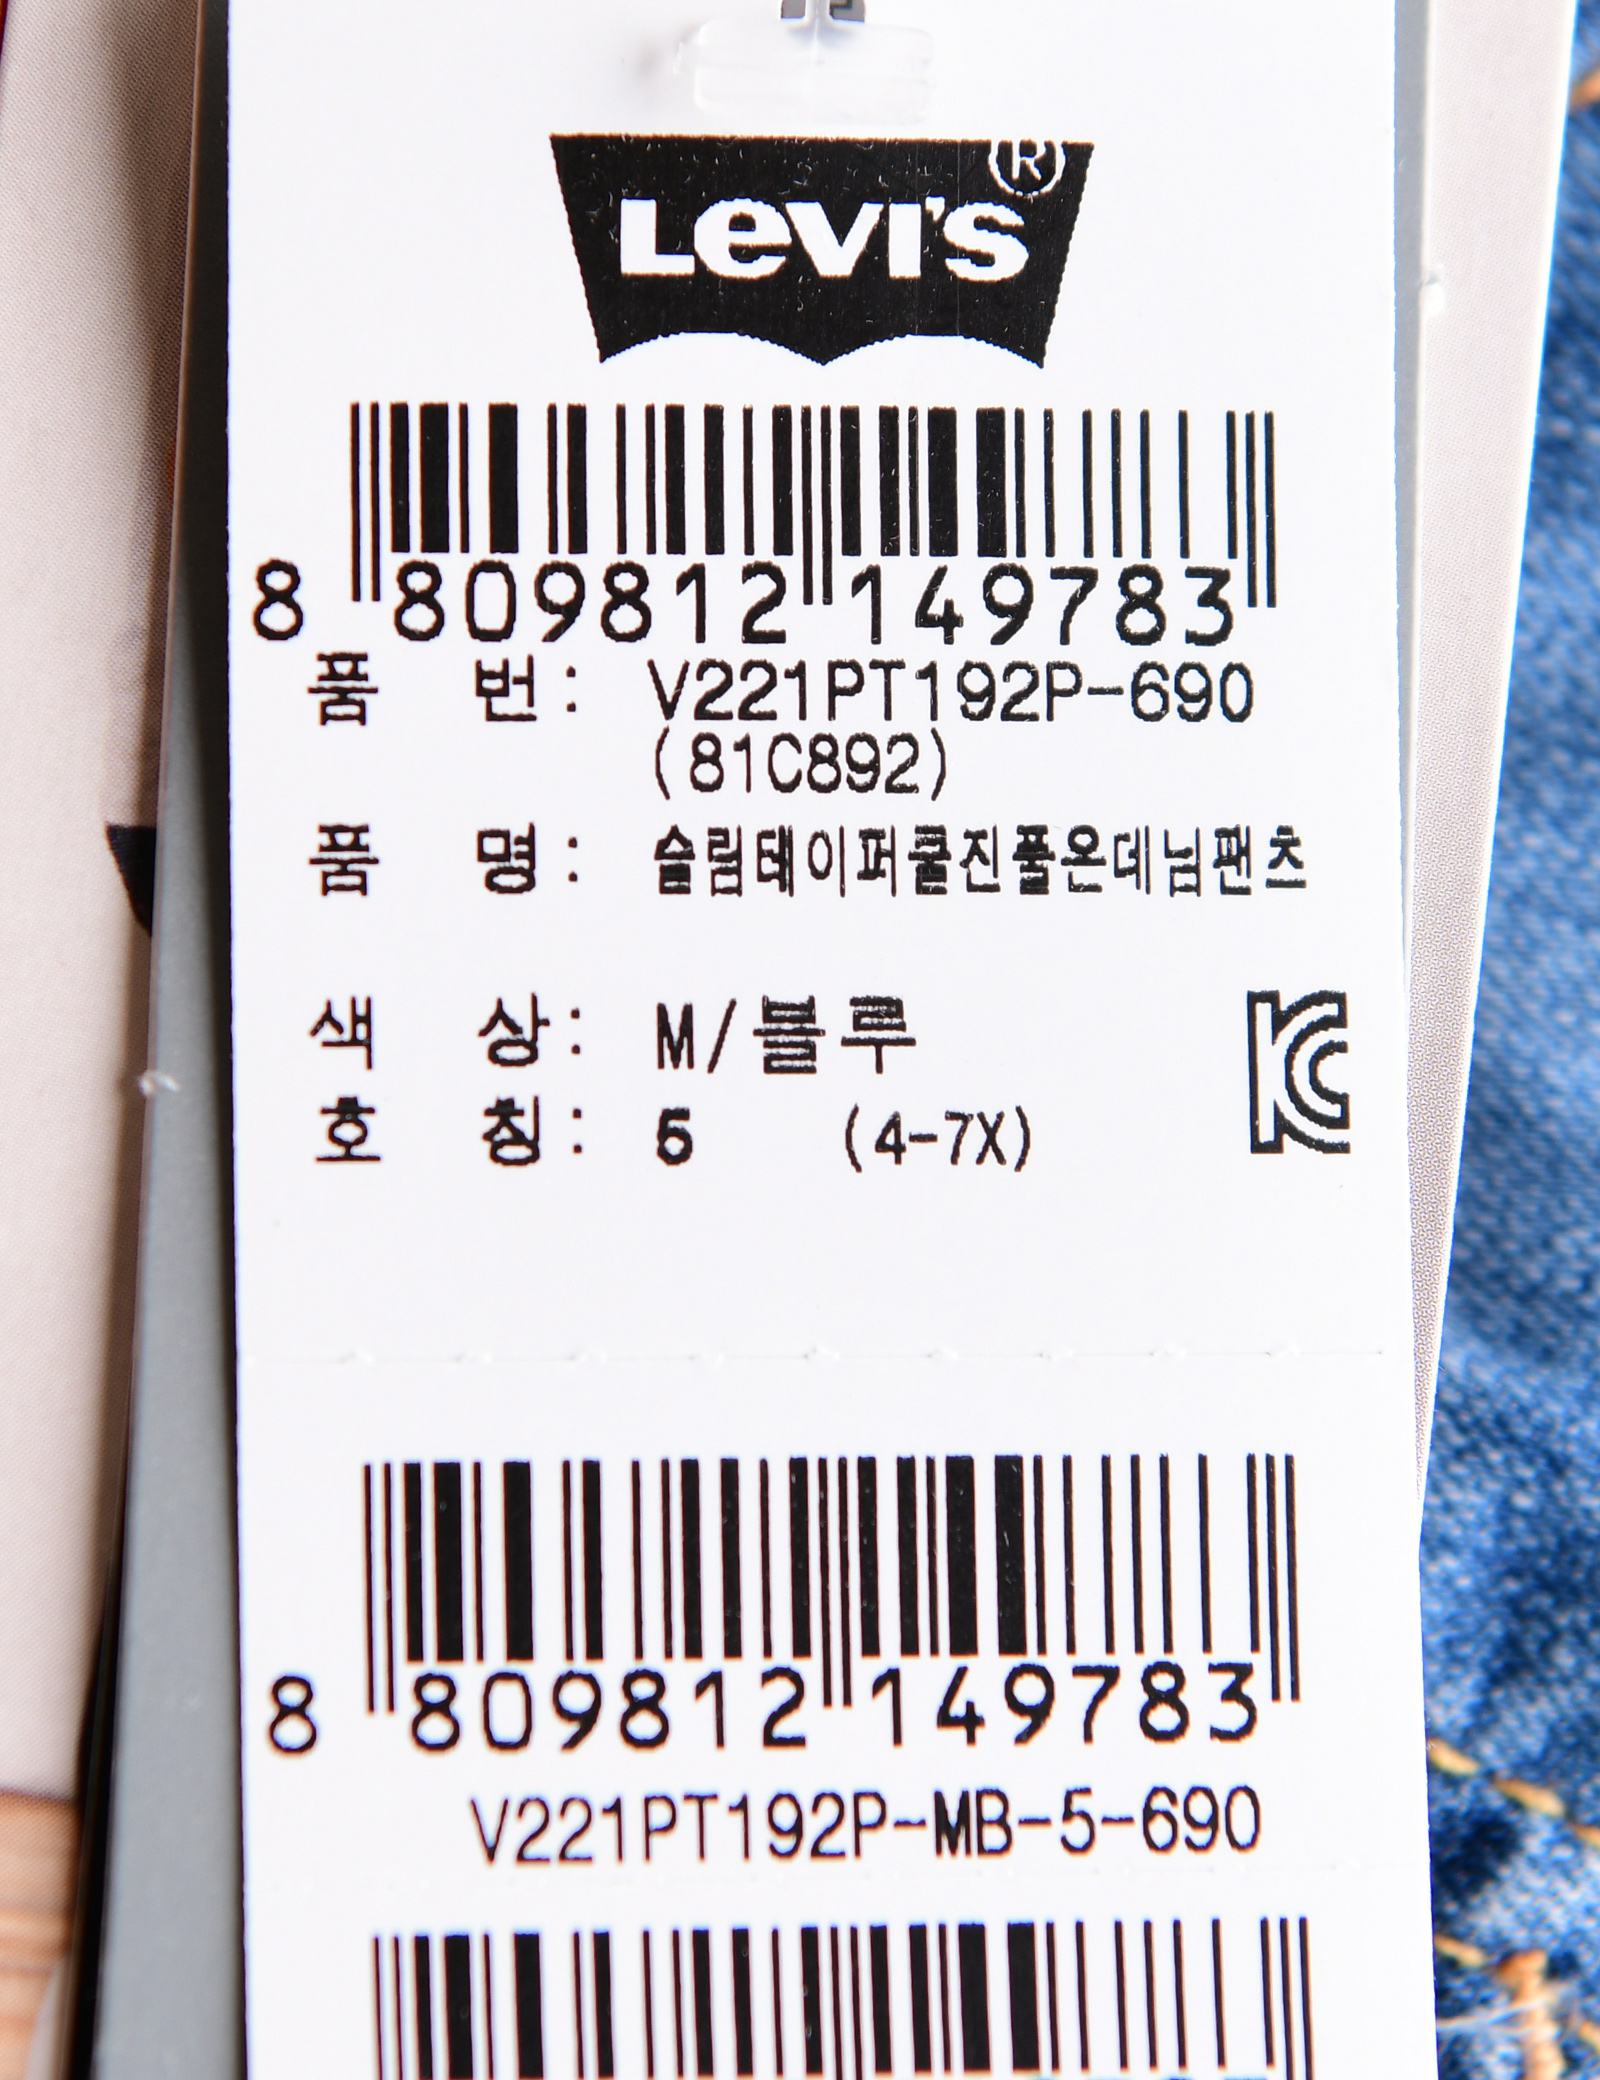 Levi's®
8 809812 149783
품 번: V221PT192P-690
(81C892)
품 명: 슬림테이퍼쿨진풀온데님팬츠
색 상: M/블루
호 칭: 5 (4-7X)
KC
8 809812 149783
V221PT192P-MB-5-690